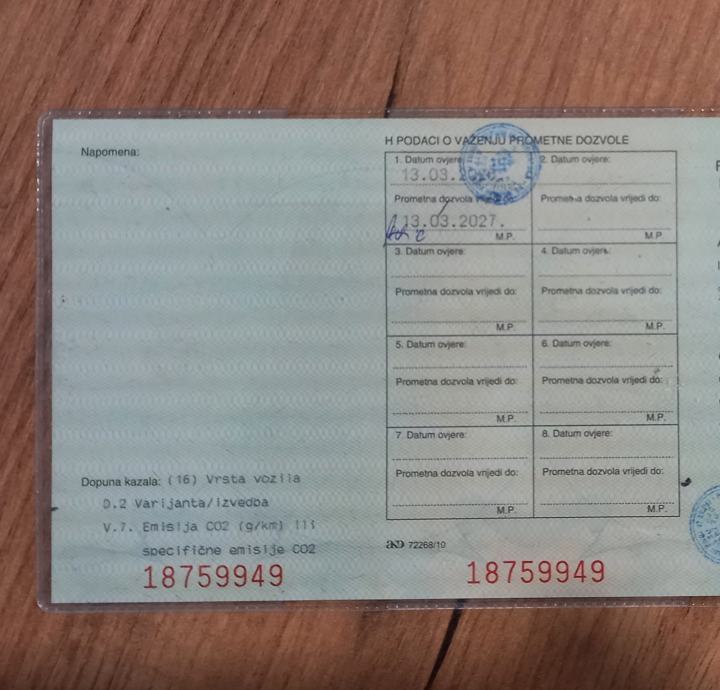 Napomena:
Dopuna kazala: (16) Vrsta vozila
D.2 Varijanta/izvedba
V.7. Emisija CO2 (g/km) ili
specifične emisije CO2
18759949
H PODACI O VAŽENJU PROMETNE DOZVOLE
1. Datum ovjere:
13.03.
Prometna dozvola
13.03.2027.
M.P.
2. Datum ovjere:
Prometna dozvola vrijedi do:
M.P.
3. Datum ovjere:
Prometna dozvola vrijedi do:
M.P.
4. Datum ovjere:
Prometna dozvola vrijedi do:
M.P.
5. Datum ovjere:
Prometna dozvola vrijedi do:
M.P.
6. Datum ovjere:
Prometna dozvola vrijedi do:
M.P.
7. Datum ovjere:
Prometna dozvola vrijedi do:
M.P.
8. Datum ovjere:
Prometna dozvola vrijedi do:
M.P.
AKD 72268/10
18759949